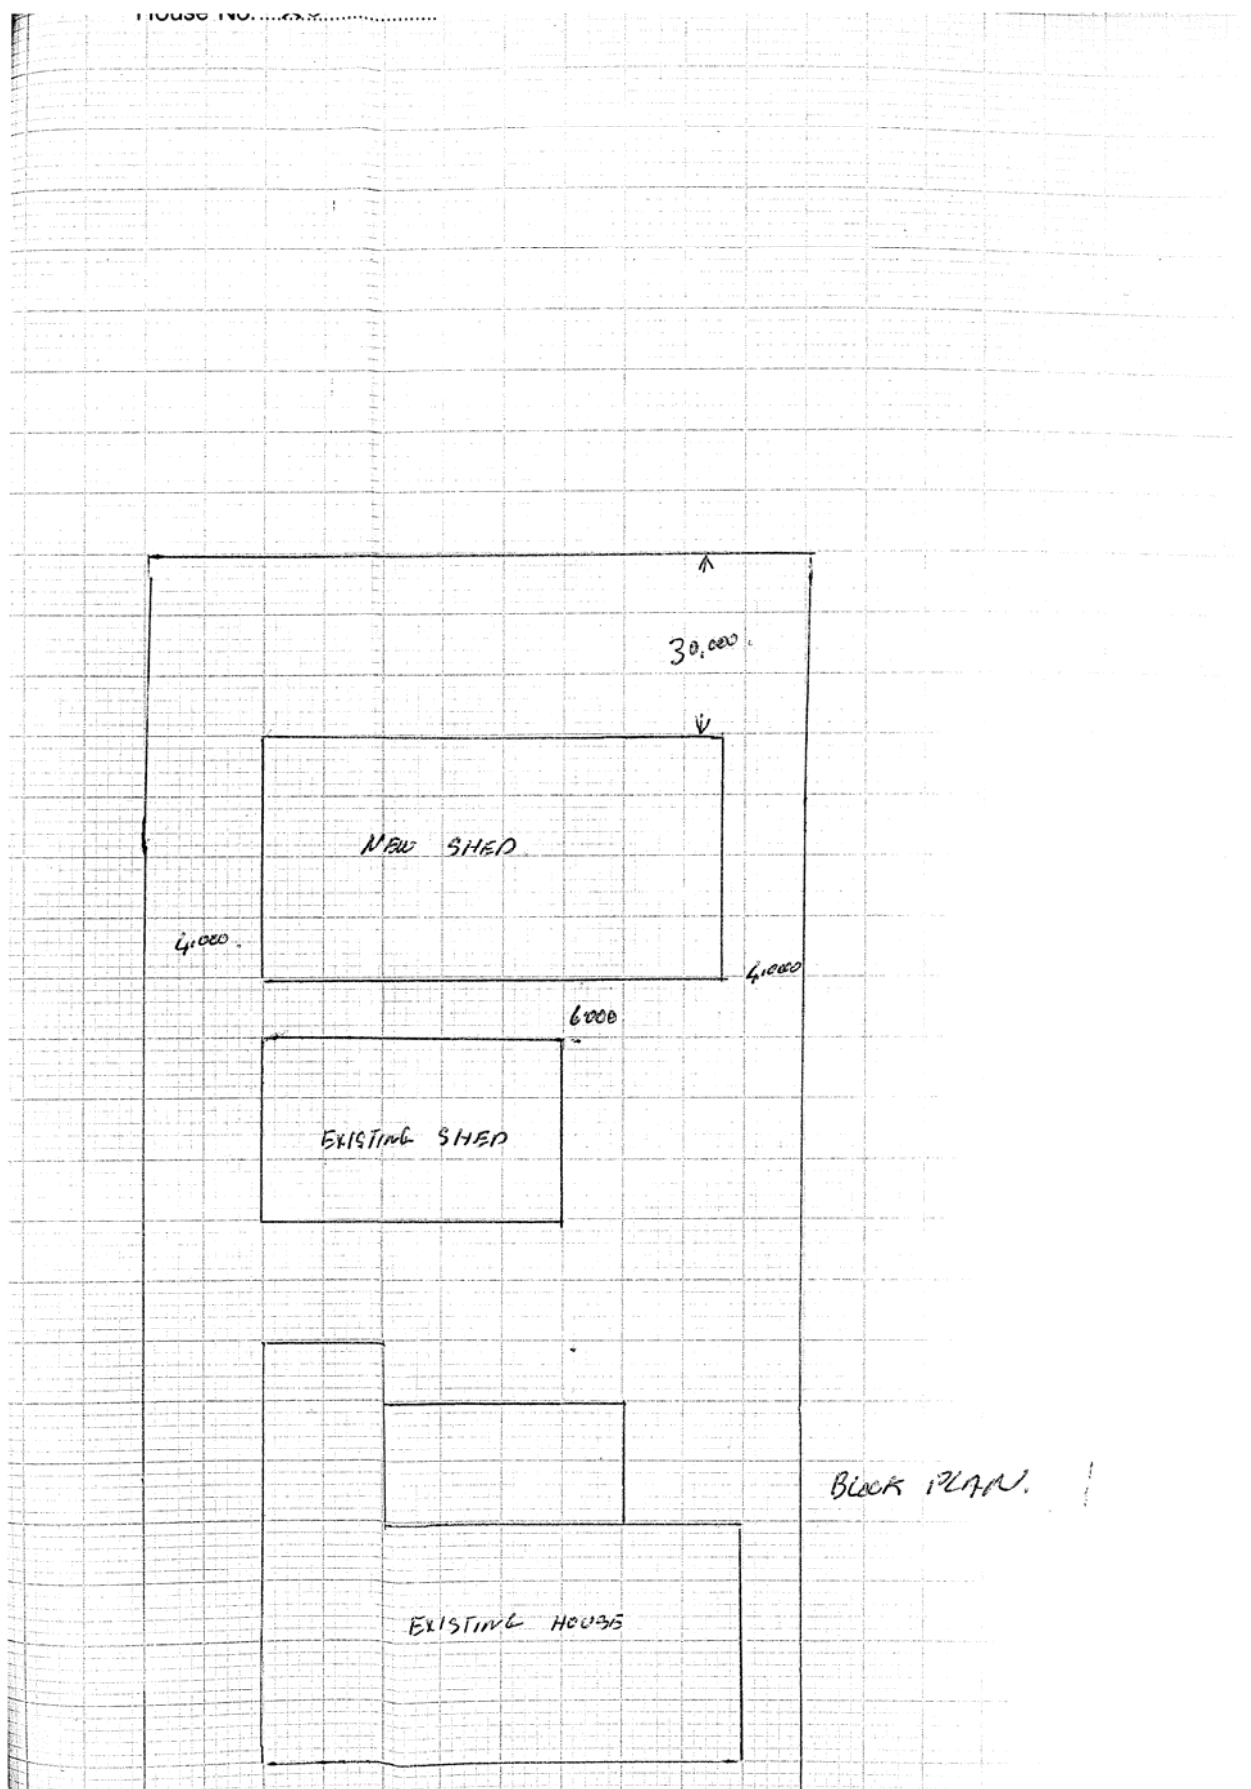 House No.
30,000.
NEW SHED
4,000.
4,000
6000
EXISTING SHED
BLOCK PLAN.
EXISTING HOUSE